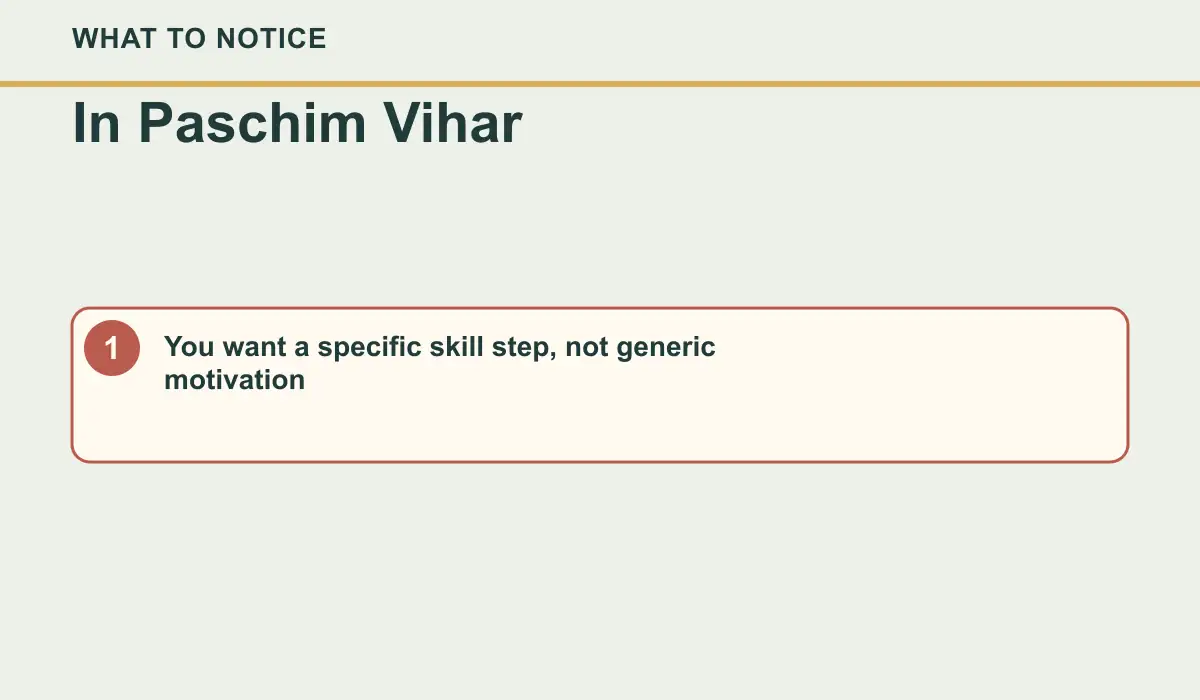 WHAT TO NOTICE
In Paschim Vihar
1
You want a specific skill step, not generic
motivation